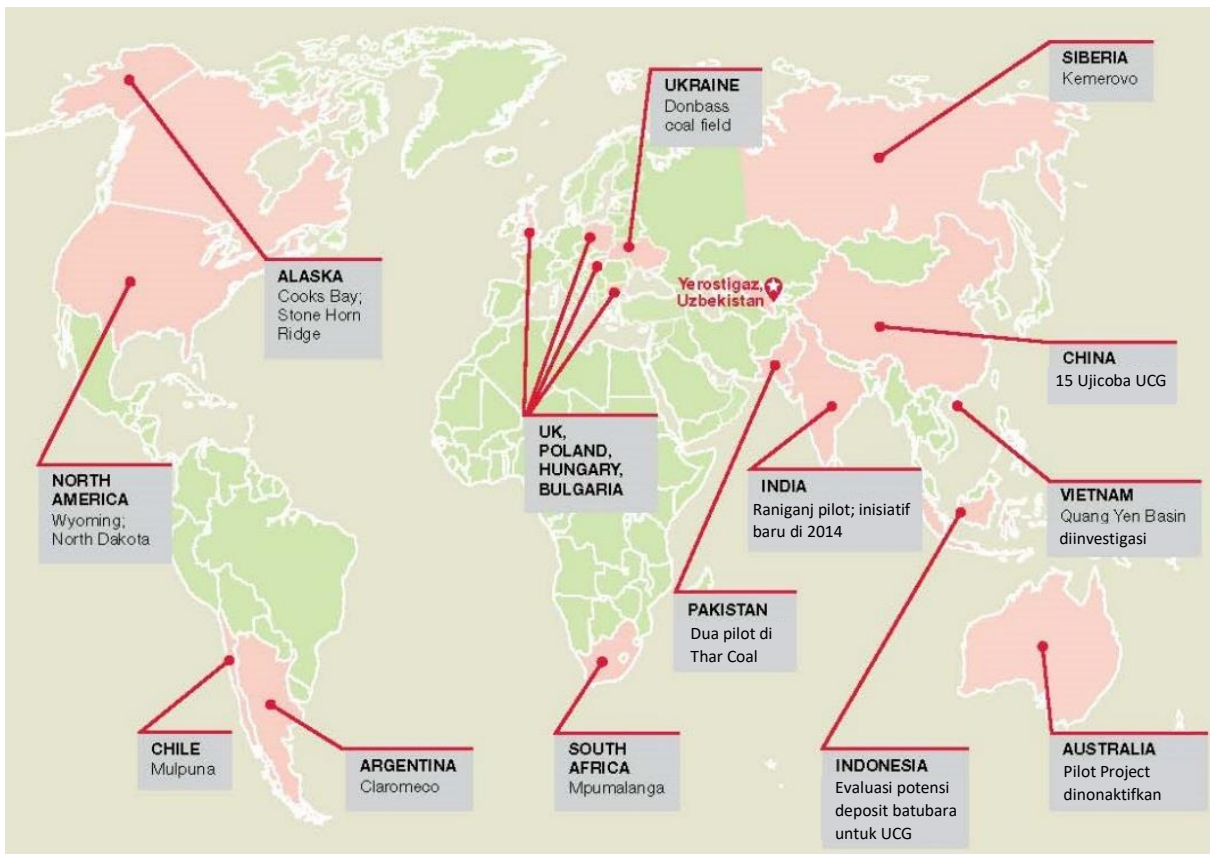 SIBERIA
Kemerovo
UKRAINE
Donbass
coal field
ALASKA
Cooks Bay;
Stone Horn
Ridge
Yerostigaz,
Uzbekistan
CHINA
15 Ujicoba UCG
UK,
POLAND,
HUNGARY,
BULGARIA
NORTH
AMERICA
Wyoming;
North Dakota
INDIA
Raniganj pilot; inisiatif
baru di 2014
VIETNAM
Quang Yen Basin
diinvestigasi
PAKISTAN
Dua pilot di
Thar Coal
CHILE
Mulpuna
ARGENTINA
Claromeco
SOUTH
AFRICA
Mpumalanga
INDONESIA
Evaluasi potensi
deposit batubara
untuk UCG
AUSTRALIA
Pilot Project
dinonaktifkan